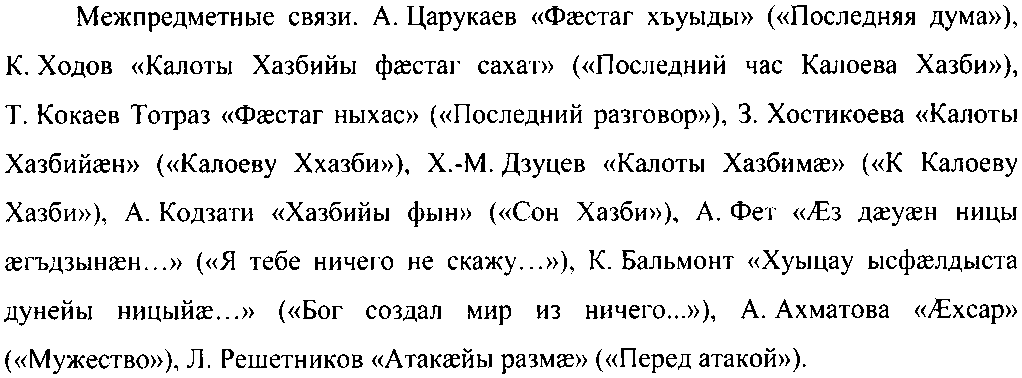 Межпредметные связи. А. Царукаев «Фæстаг хъуыды» («Последняя дума»),
К. Ходов «Калоты Хазбийы фæстаг сахат» («Последний час Калоева Хазби»),
Т. Кокаев Тотраз «Фæстаг ныхас» («Последний разговор»), З. Хостикоева «Калоты
Хазбийæн» («Калоеву Ххазби»), Х.-М. Дзуцев «Калоты Хазбимæ» («К Калоеву
Хазби»), А. Кодзати «Хазбийы фын» («Сон Хазби»), А. Фет «Æз дæуæн ницы
æгъдзынæн...» («Я тебе ничего не скажу...»), К. Бальмонт «Хуыцау ысфæлдыста
дунейы ницыйæ...» («Бог создал мир из ничего...»), А. Ахматова «Æхсар»
(«Мужество»), Л. Решетников «Атакæйы размæ» («Перед атакой»).